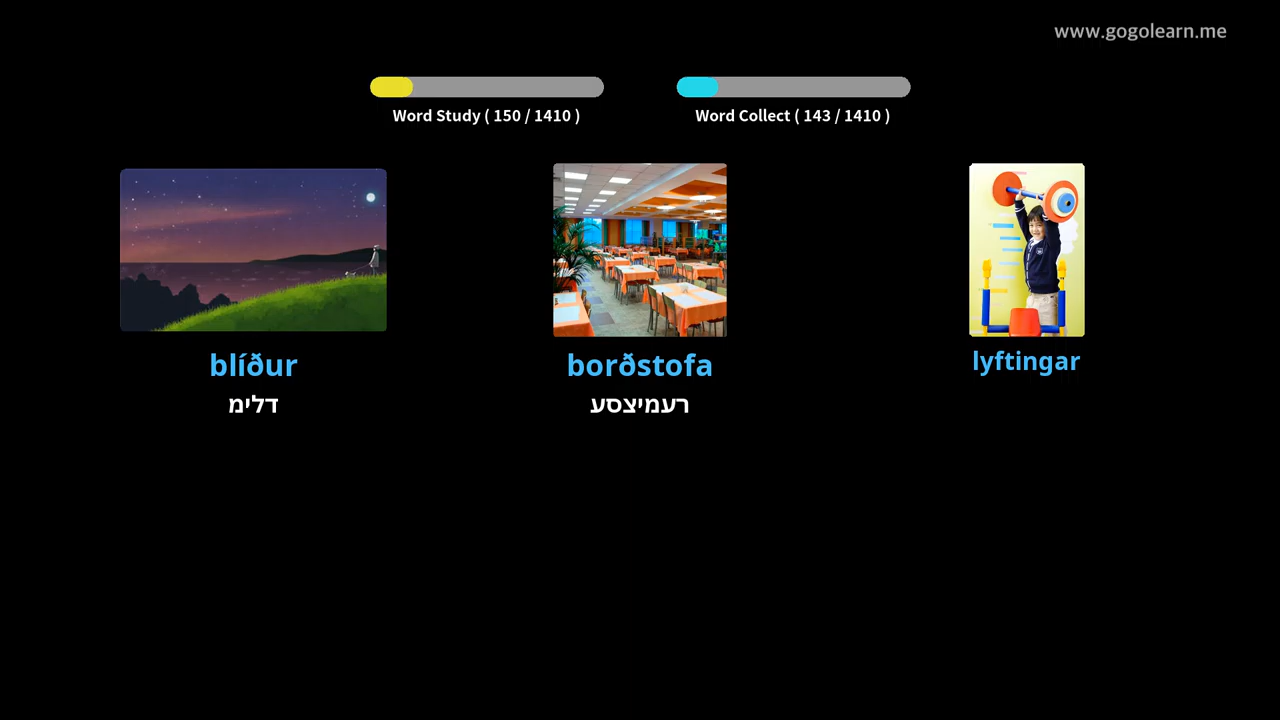 www.gogolearn.me
Word Study ( 150 / 1410 )
Word Collect ( 143 / 1410 )
blíður
דלימ
borðstofa
רעמיצסע
lyftingar